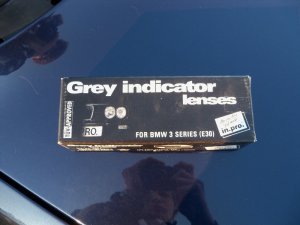 Grey indicator
lenses
RO.
FOR BMW 3 SERIES (E30)
in.pro.